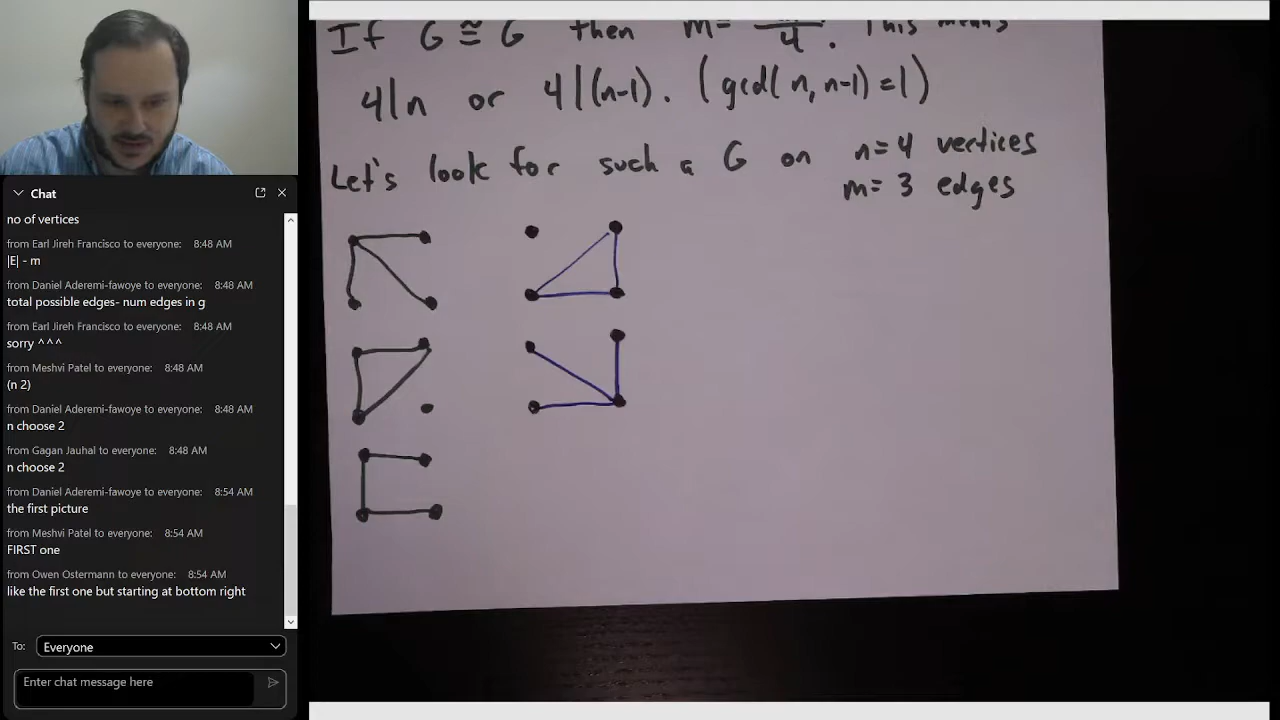 Chat
no of vertices
from Earl Jireh Francisco to everyone: 8:48 AM
|E| - m
from Daniel Aderemi-fawoye to everyone: 8:48 AM
total possible edges- num edges in g
from Earl Jireh Francisco to everyone: 8:48 AM
sorry ^^^
from Meshvi Patel to everyone: 8:48 AM
(n 2)
from Daniel Aderemi-fawoye to everyone: 8:48 AM
n choose 2
from Gagan Jauhal to everyone: 8:48 AM
n choose 2
from Daniel Aderemi-fawoye to everyone: 8:54 AM
the first picture
from Meshvi Patel to everyone: 8:54 AM
FIRST one
from Owen Ostermann to everyone: 8:54 AM
like the first one but starting at bottom right
To: Everyone
Enter chat message here
If G ≅ G then m= /4. This means
4|n or 4|(n-1). (gcd(n, n-1)=1)
Let's look for such a G on n=4 vertices
m=3 edges